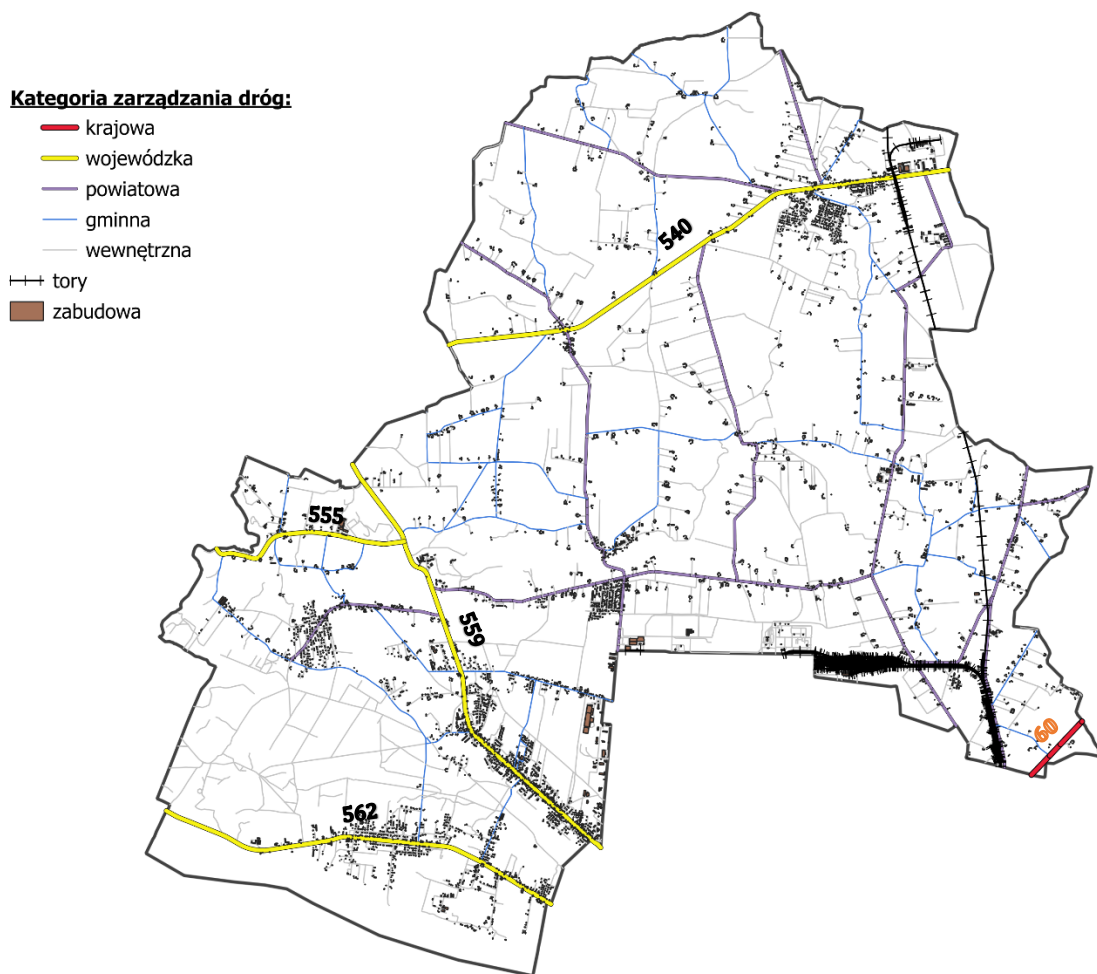 Kategoria zarządzania dróg:
krajowa
wojewódzka
powiatowa
gminna
wewnętrzna
tory
zabudowa
540
555
559
562
60